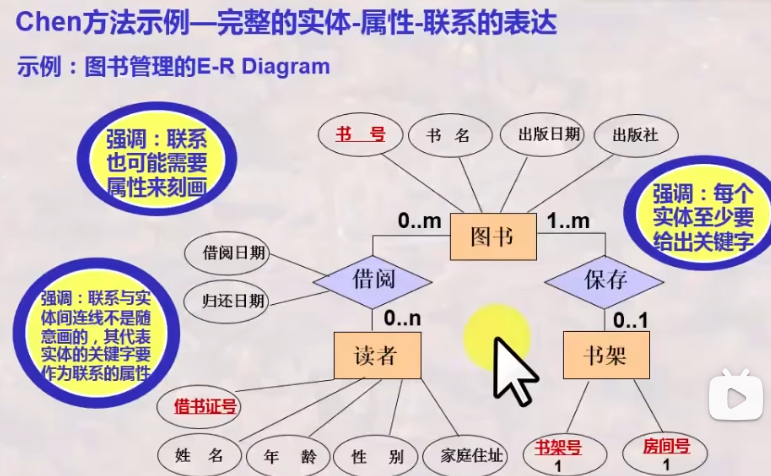 Chen方法示例—完整的实体-属性-联系的表达
示例：图书管理的E-R Diagram
强调：联系
也可能需要
属性来刻画
书 号
书 名
出版日期
出版社
强调：每个
实体至少要
给出关键字
0..m
图书
1..m
借阅日期
借阅
保存
归还日期
强调：联系与实
体间连线不是随
意画的，其代表
实体的关键字要
作为联系的属性
0..n
0..1
读者
书架
借书证号
姓 名
年 龄
性 别
家庭住址
书架号
1
房间号
1